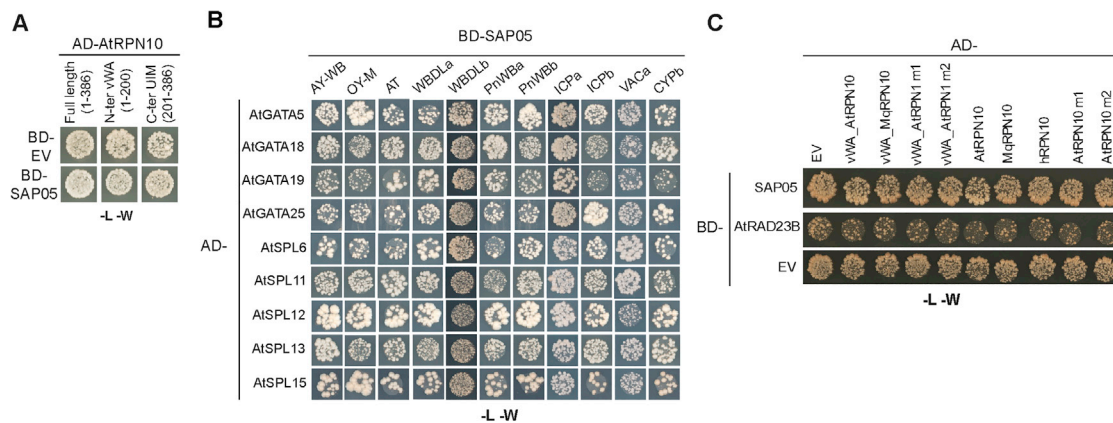 A
AD-AtRPN10
Full length
(1-386)
N-ter vWA
(1-200)
C-ter UIM
(201-386)
BD-
EV
BD-
SAP05
-L -W
B
BD-SAP05
AY-WB
OY-M
AT
WBDLa
WBDLb
PnWBa
PnWBb
ICPa
ICPb
VACa
CYPb
AD-
AtGATA5
AtGATA18
AtGATA19
AtGATA25
AtSPL6
AtSPL11
AtSPL12
AtSPL13
AtSPL15
-L -W
C
AD-
EV
vWA_AtRPN10
vWA_MqRPN10
vWA_AtRPN1 m1
vWA_AtRPN1 m2
AtRPN10
MqRPN10
hRPN10
AtRPN10 m1
AtRPN10 m2
BD-
SAP05
AtRAD23B
EV
-L -W